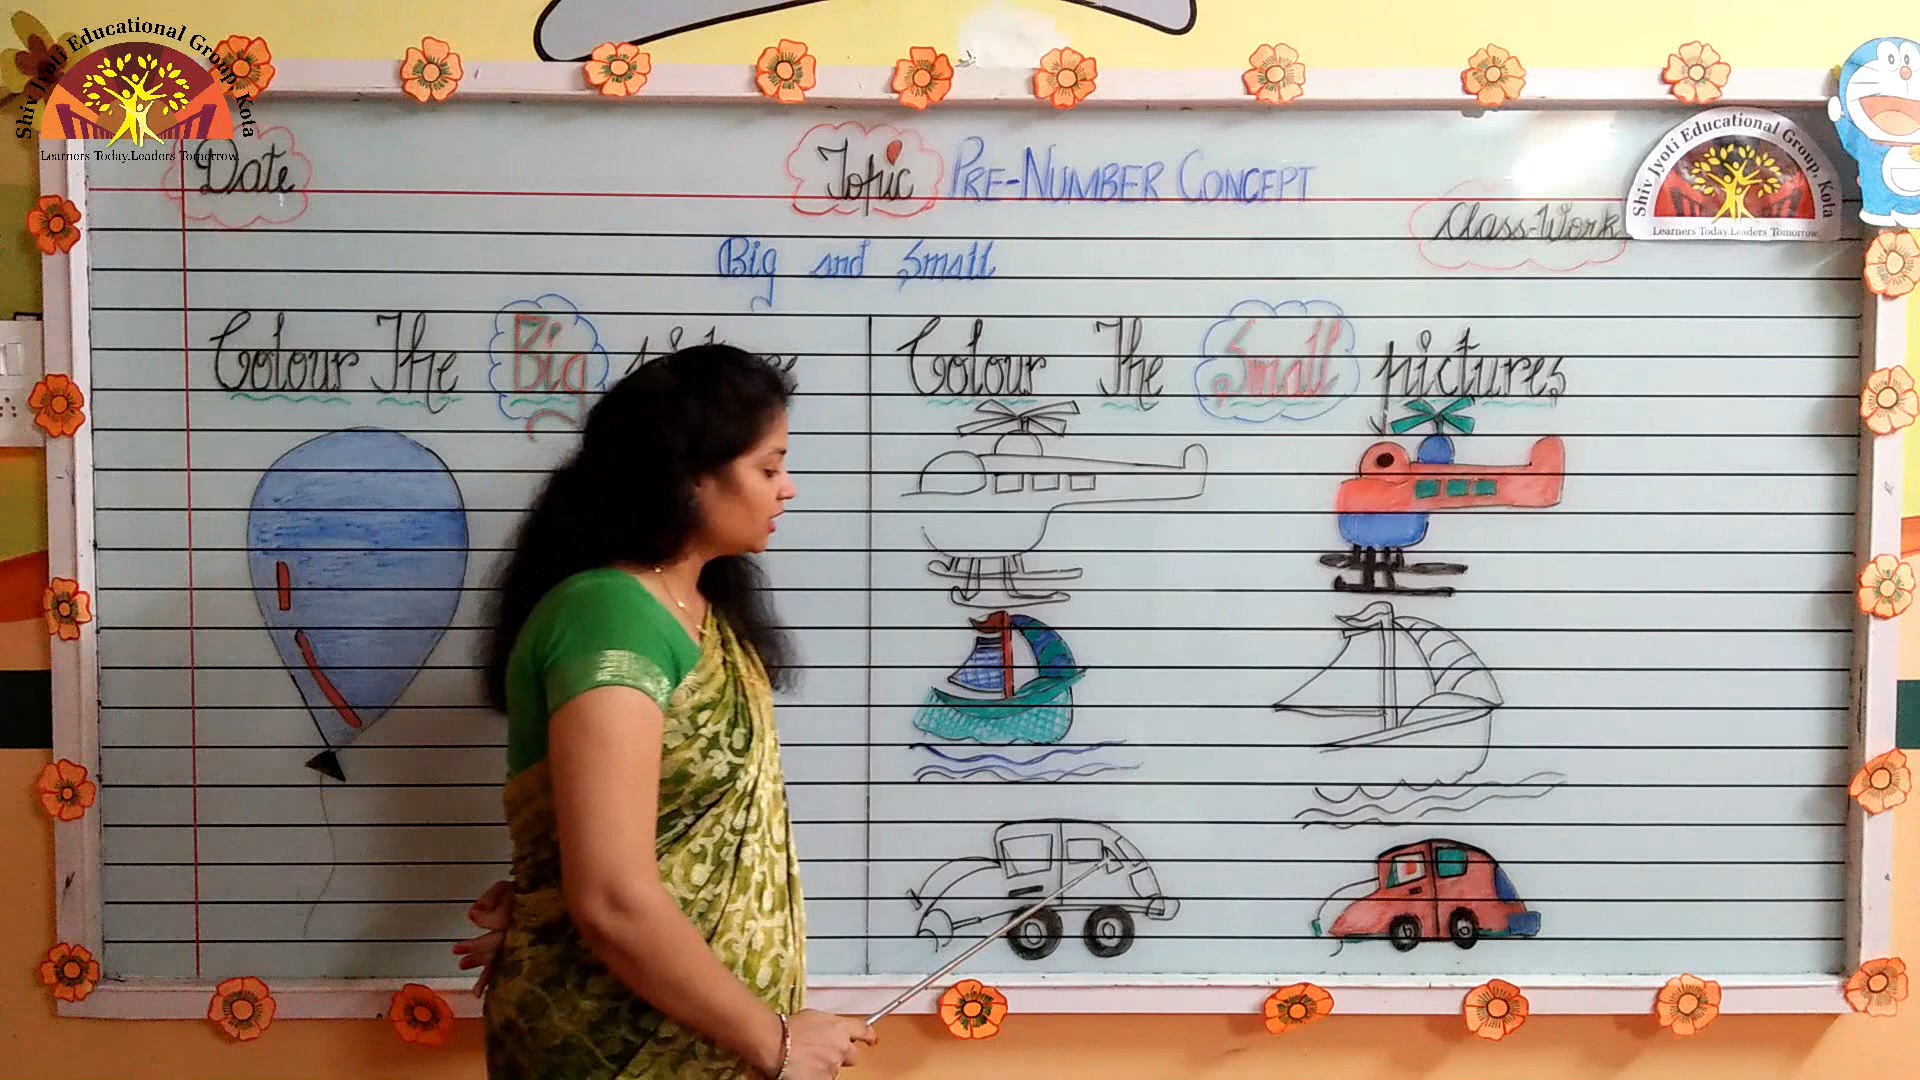 Shiv Jyoti Educational Group, Kota
Learners Today.Leaders Tomorrow.
Date
Topic PRE-NUMBER CONCEPT
Class-Work
Shiv Jyoti Educational Group, Kota
Learners Today.Leaders Tomorrow.
Big and Small
Colour The Big
Colour The Small pictures